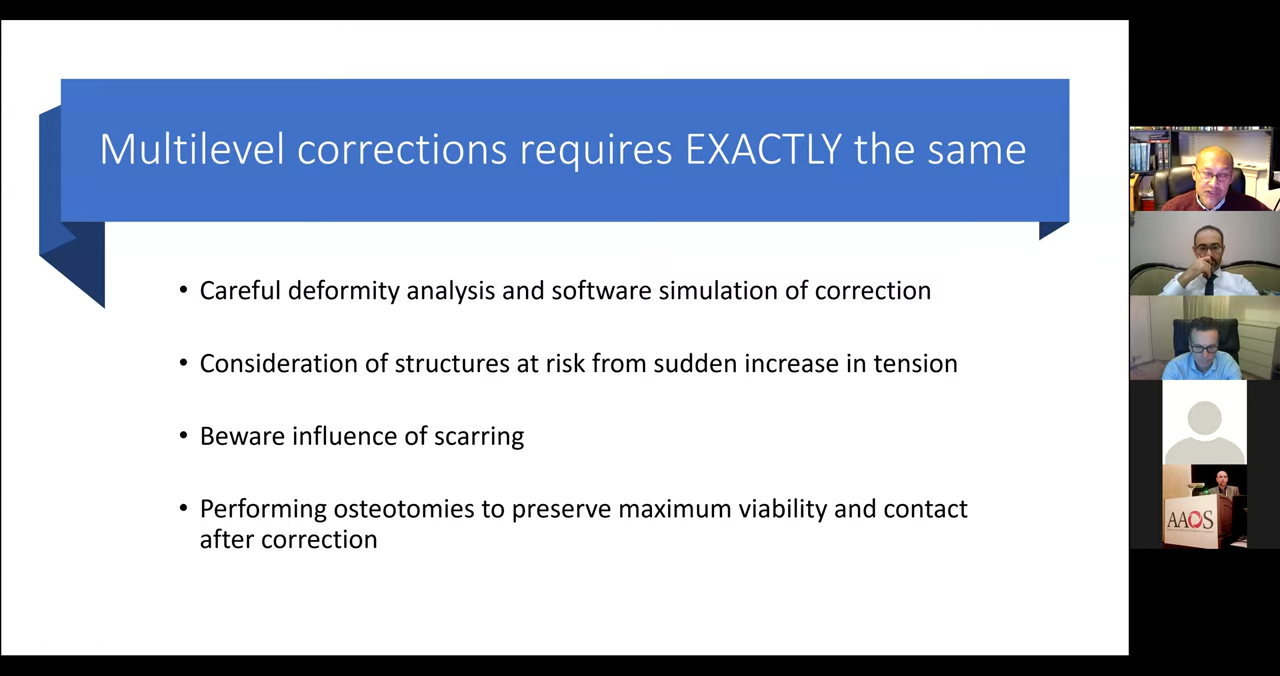 Multilevel corrections requires EXACTLY the same
• Careful deformity analysis and software simulation of correction
• Consideration of structures at risk from sudden increase in tension
• Beware influence of scarring
• Performing osteotomies to preserve maximum viability and contact
after correction
AAOS